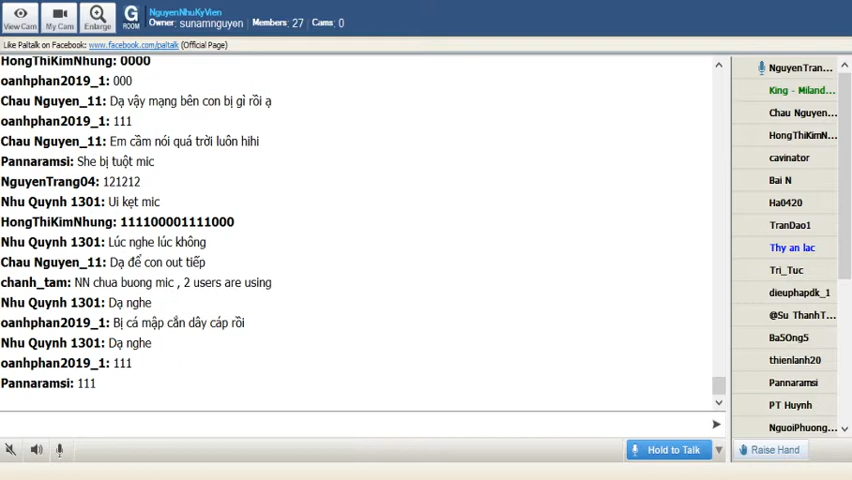 NguyenNhuKyVien
Owner: sunamnguyen Members: 27 Cams: 0
View Cam My Cam Enlarge G ROOM
Like Paltalk on Facebook: www.facebook.com/paltalk (Official Page)
HongThiKimNhung: 0000
oanhphan2019_1: 000
Chau Nguyen_11: Dạ vậy mạng bên con bị gì rồi ạ
oanhphan2019_1: 111
Chau Nguyen_11: Em cầm nói quá trời luôn hihi
Pannaramsi: She bị tuột mic
NguyenTrang04: 121212
Nhu Quynh 1301: Ui kẹt mic
HongThiKimNhung: 111100001111000
Nhu Quynh 1301: Lúc nghe lúc không
Chau Nguyen_11: Dạ để con out tiếp
chanh_tam: NN chua buong mic , 2 users are using
Nhu Quynh 1301: Dạ nghe
oanhphan2019_1: Bị cá mập cắn dây cáp rồi
Nhu Quynh 1301: Dạ nghe
oanhphan2019_1: 111
Pannaramsi: 111
NguyenTran...
King - Miland...
Chau Nguyen...
HongThiKimN...
cavinator
Bai N
Ha0420
TranDao1
Thy an lac
Tri_Tuc
dieuphapdk_1
@Su ThanhT...
Ba5Ong5
thienlanh20
Pannaramsi
PT Huynh
NguoiPhuong...
Hold to Talk
Raise Hand